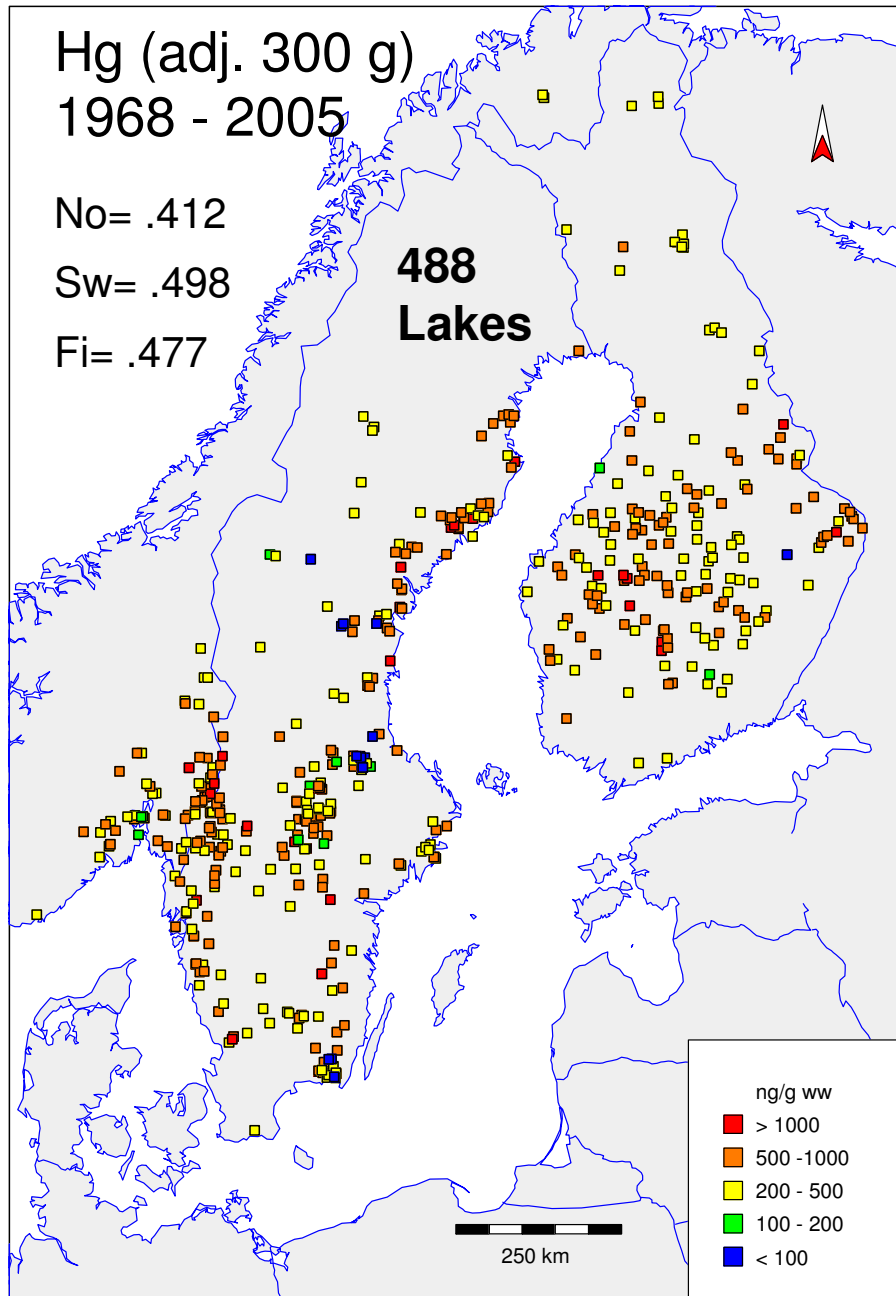 Hg (adj. 300 g)
1968 - 2005
No= .412
Sw= .498
Fi= .477
488
Lakes
ng/g ww
> 1000
500 -1000
200 - 500
100 - 200
< 100
250 km